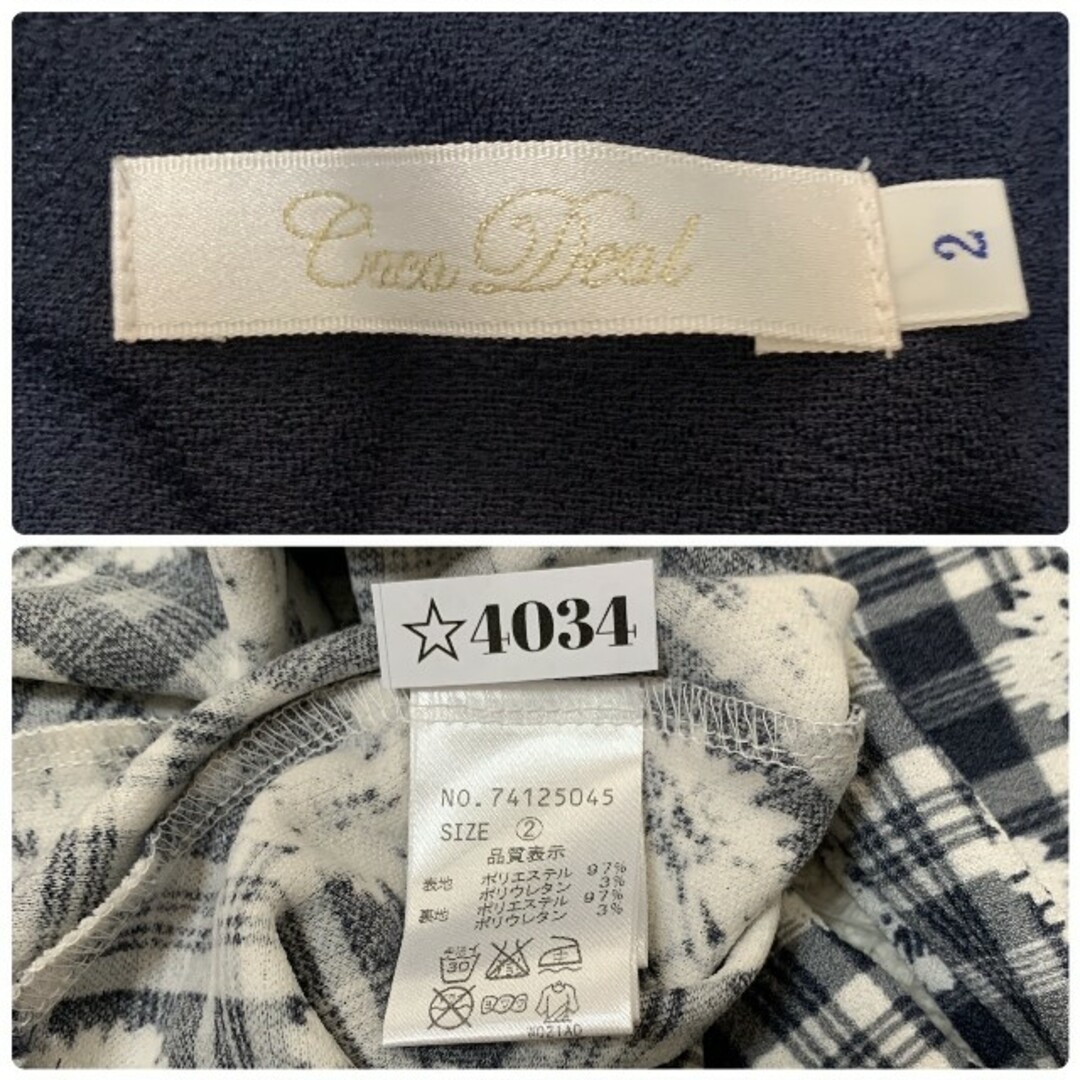 Coco Deal
2
☆4034
NO.74125045
SIZE ②
品質表示
表地 ポリエステル 97%
ポリウレタン 3%
裏地 ポリエステル 97%
ポリウレタン 3%
30